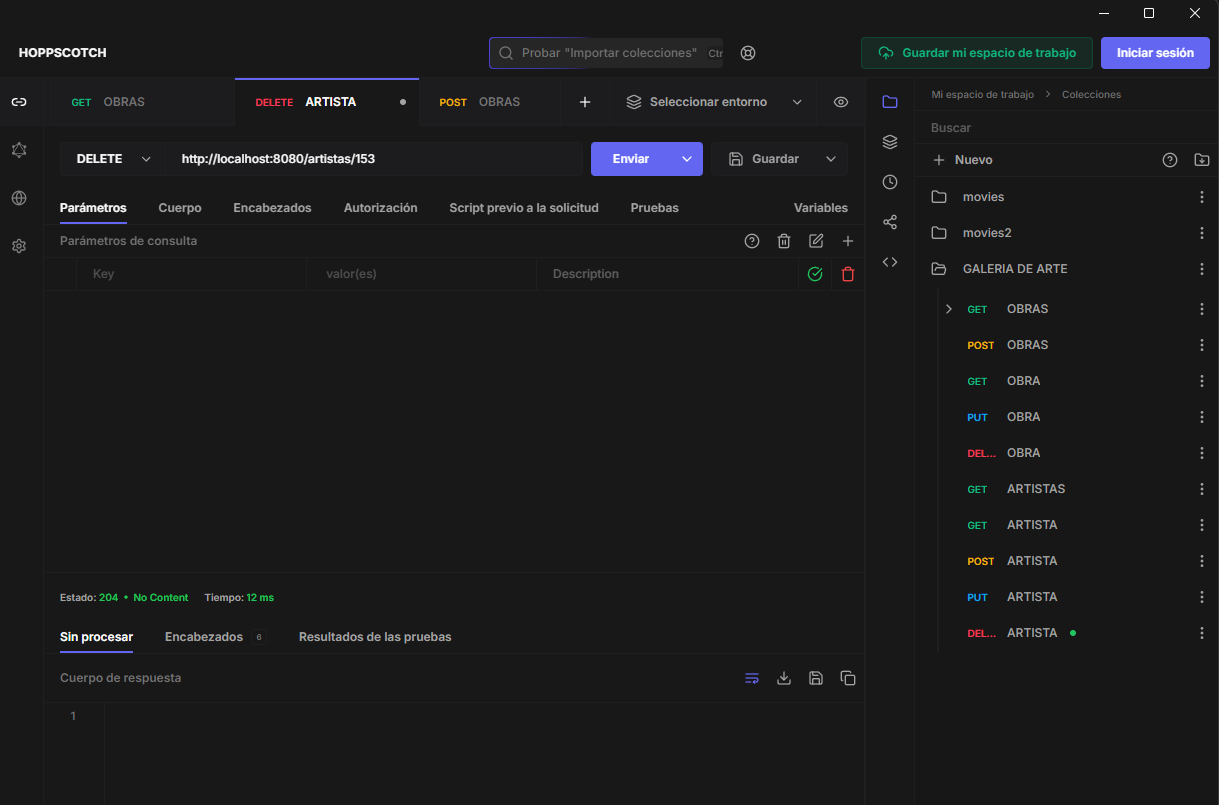 HOPPSCOTCH
Probar "Importar colecciones"
Guardar mi espacio de trabajo
Iniciar sesión
GET OBRAS
DELETE ARTISTA
POST OBRAS
Seleccionar entorno
DELETE
http://localhost:8080/artistas/153
Enviar
Guardar
Parámetros
Cuerpo
Encabezados
Autorización
Script previo a la solicitud
Pruebas
Variables
Parámetros de consulta
Key
valor(es)
Description
Estado: 204 • No Content Tiempo: 12 ms
Sin procesar
Encabezados 6
Resultados de las pruebas
Cuerpo de respuesta
1
Mi espacio de trabajo > Colecciones
Buscar
Nuevo
movies
movies2
GALERIA DE ARTE
GET OBRAS
POST OBRAS
GET OBRA
PUT OBRA
DEL... OBRA
GET ARTISTAS
GET ARTISTA
POST ARTISTA
PUT ARTISTA
DEL... ARTISTA